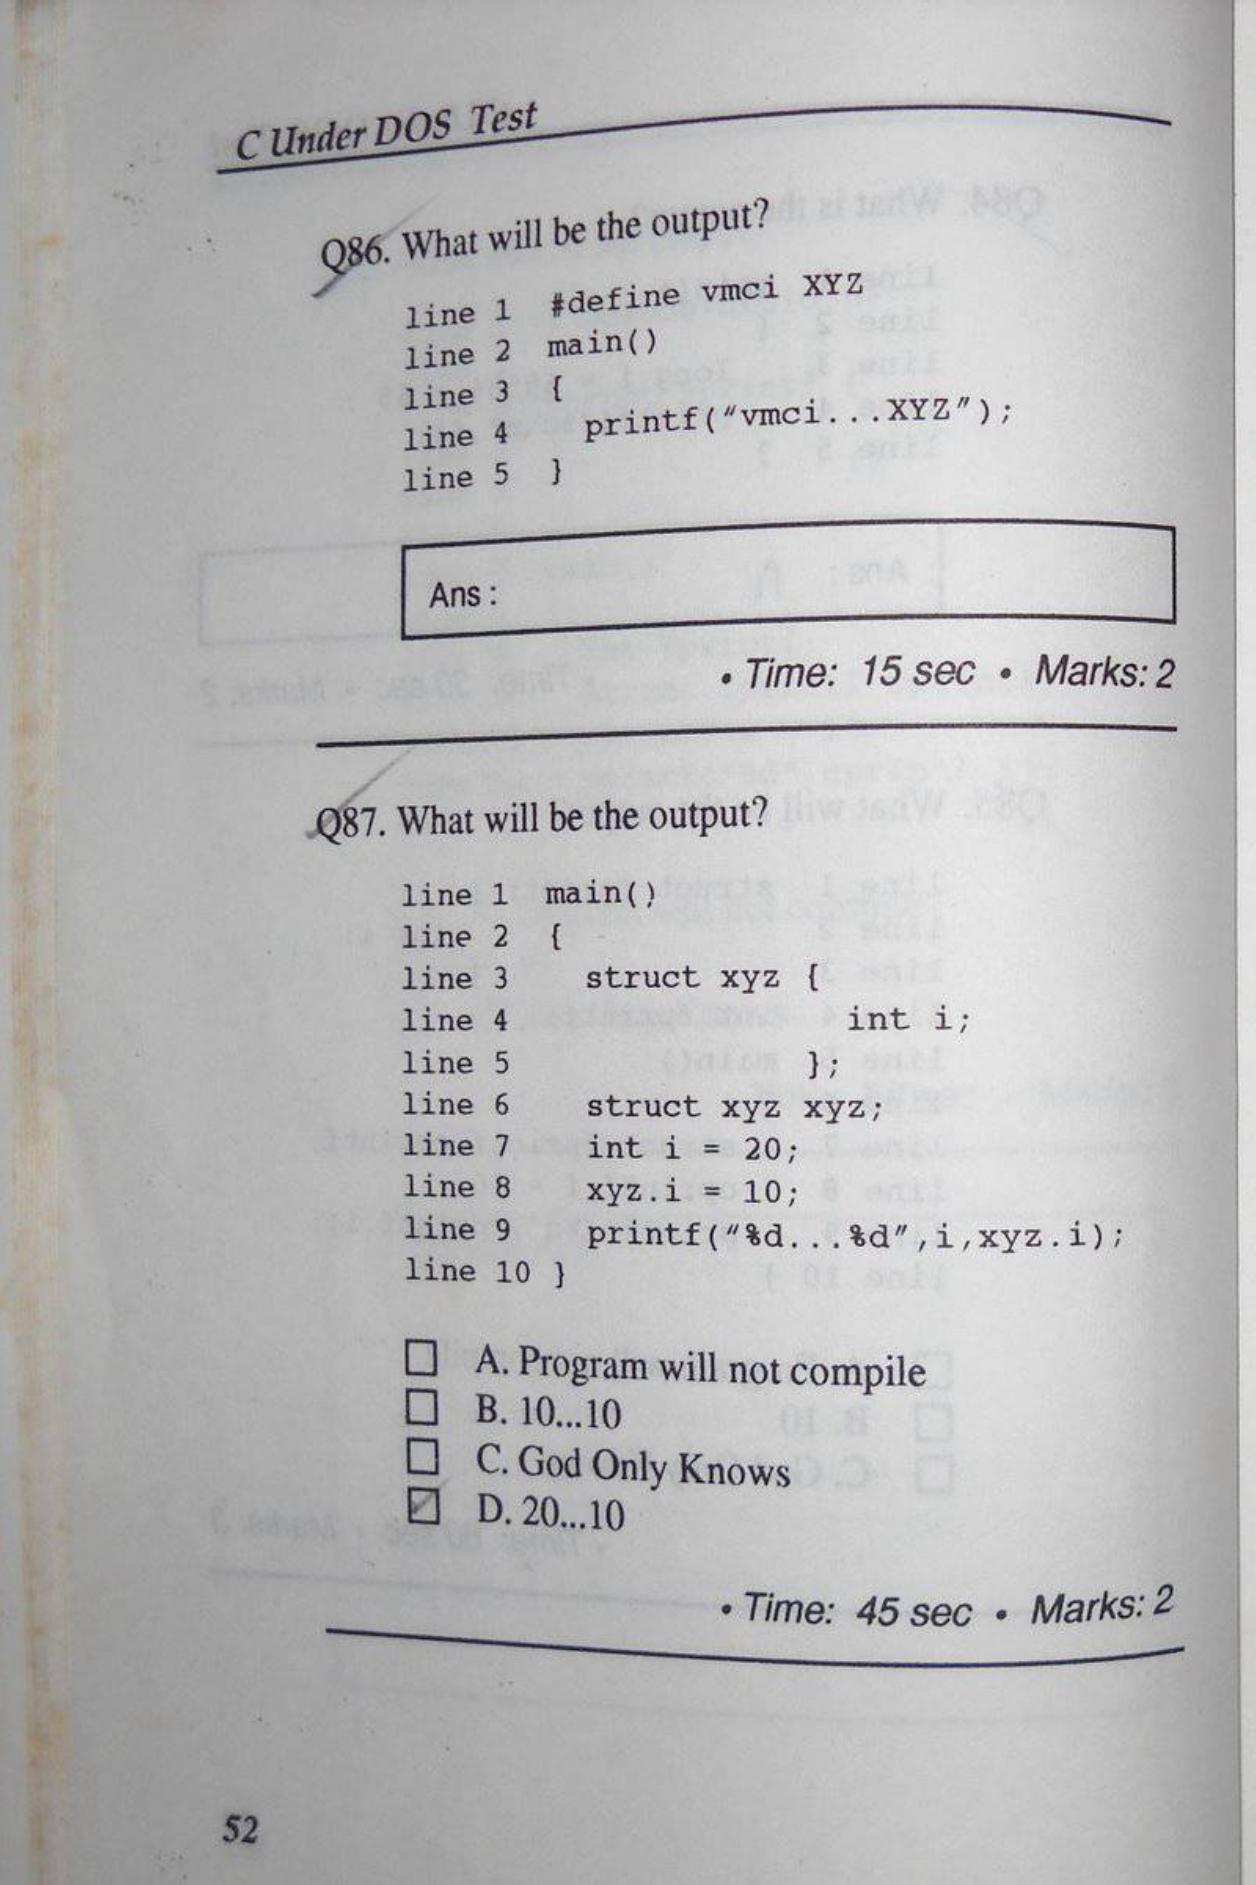 C Under DOS Test
Q86. What will be the output?
line 1 #define vmci XYZ
line 2 main()
line 3 {
line 4 printf("vmci...XYZ");
line 5 }
Ans :
• Time: 15 sec • Marks: 2
Q87. What will be the output?
line 1 main()
line 2 {
line 3 struct xyz {
line 4 int i;
line 5 };
line 6 struct xyz xyz;
line 7 int i = 20;
line 8 xyz.i = 10;
line 9 printf("%d...%d",i,xyz.i);
line 10 }
A. Program will not compile
B. 10...10
C. God Only Knows
D. 20...10
• Time: 45 sec • Marks: 2
52